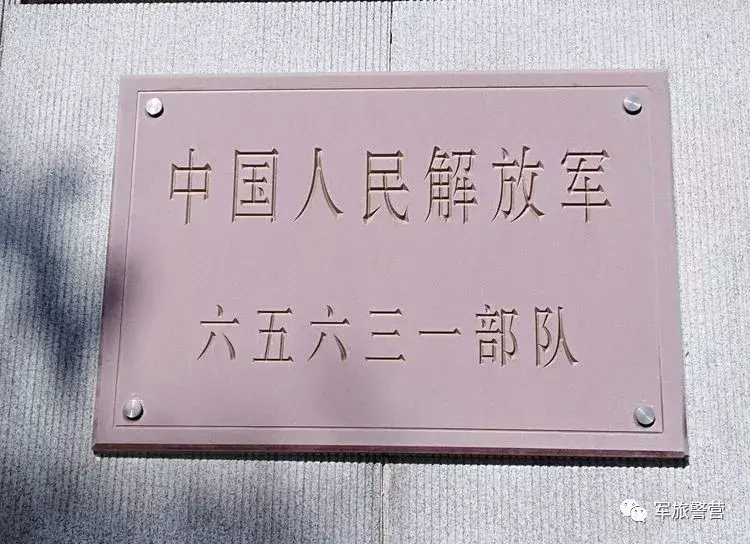 中国人民解放军
六五六三一部队
军旅警营